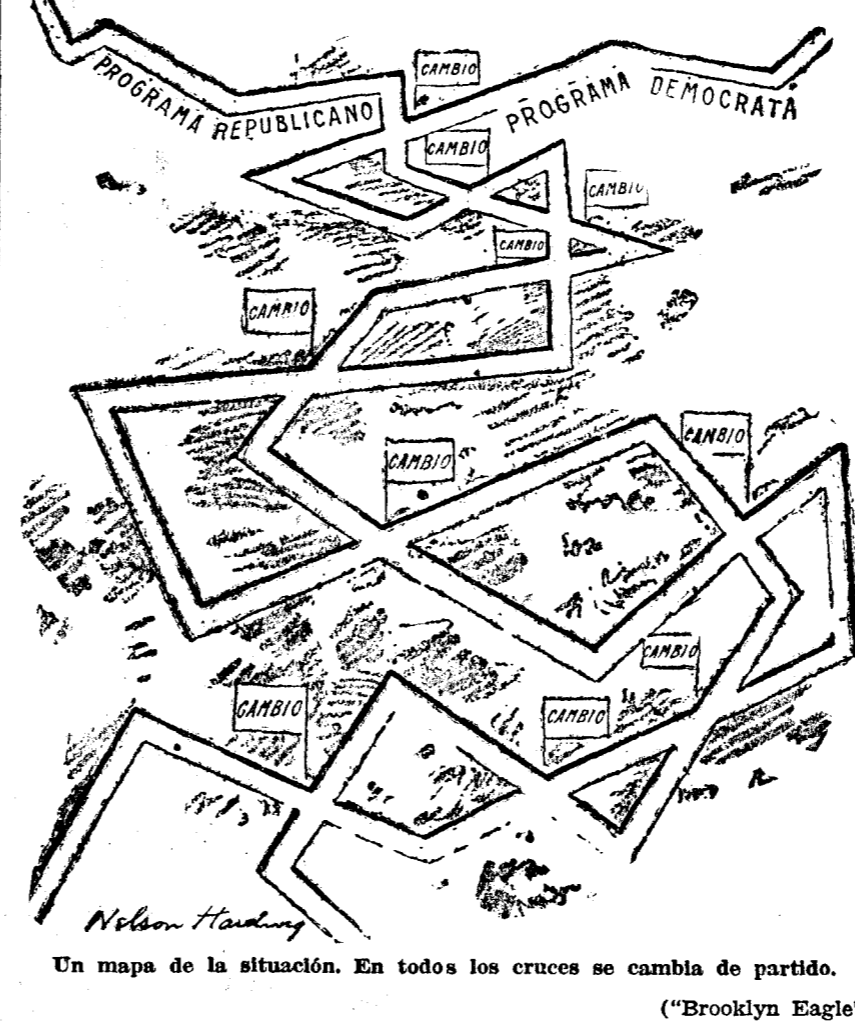 CAMBIO
PROGRAMA REPUBLICANO
PROGRAMA DEMOCRATA
CAMBIO
CAMBIO
CAMBIO
CAMBIO
CAMBIO
CAMBIO
CAMBIO
CAMBIO
CAMBIO
Nelson Harding
Un mapa de la situación. En todos los cruces se cambia de partido.
("Brooklyn Eagle"